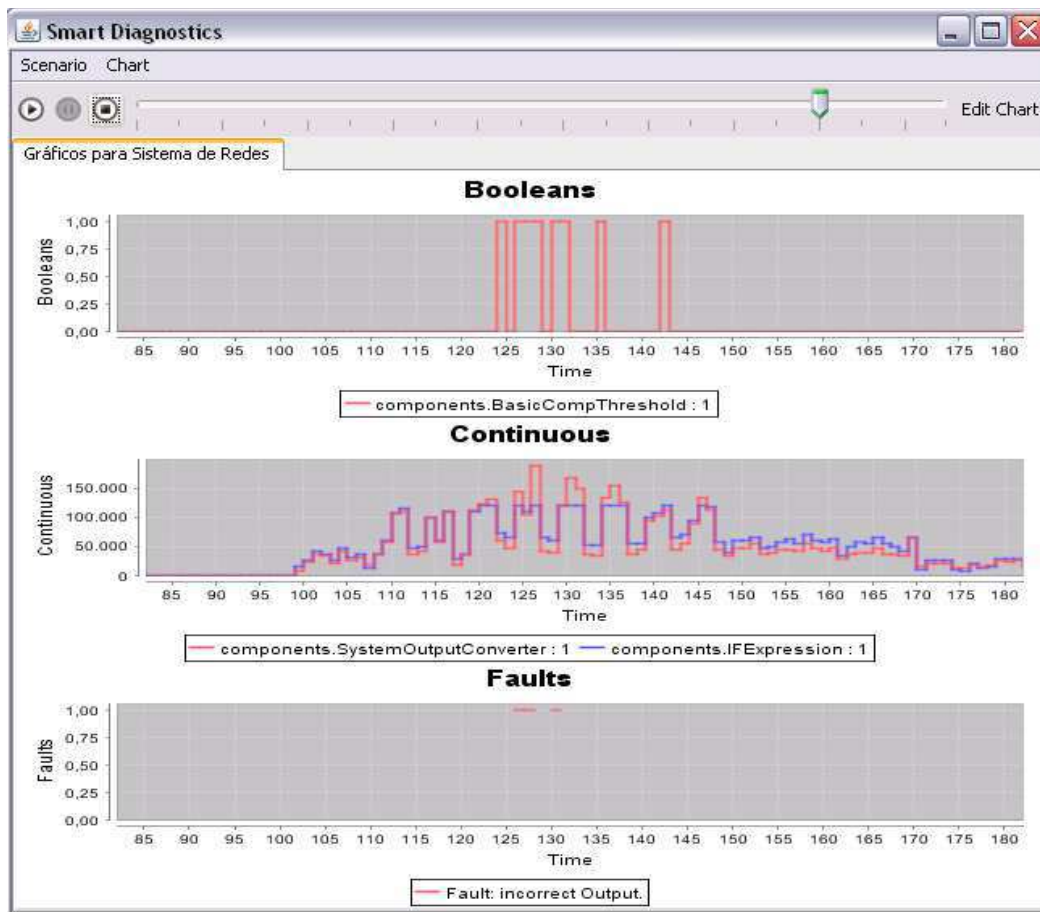 Smart Diagnostics
Scenario Chart
Edit Chart
Gráficos para Sistema de Redes
Booleans
Booleans
1,00
0,75
0,50
0,25
0,00
85 90 95 100 105 110 115 120 125 130 135 140 145 150 155 160 165 170 175 180
Time
components.BasicCompThreshold : 1
Continuous
Continuous
150.000
100.000
50.000
0
85 90 95 100 105 110 115 120 125 130 135 140 145 150 155 160 165 170 175 180
Time
components.SystemOutputConverter : 1 components.IFExpression : 1
Faults
Faults
1,00
0,75
0,50
0,25
0,00
85 90 95 100 105 110 115 120 125 130 135 140 145 150 155 160 165 170 175 180
Time
Fault: incorrect Output.